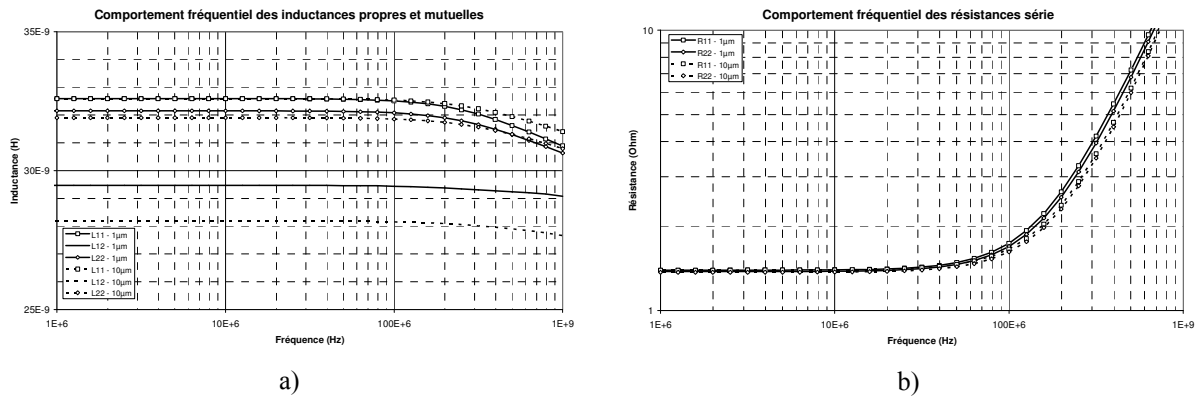 Comportement fréquentiel des inductances propres et mutuelles
35E-9
30E-9
25E-9
Inductance (H)
L11 - 1µm
L12 - 1µm
L22 - 1µm
L11 - 10µm
L12 - 10µm
L22 - 10µm
1E+6
10E+6
100E+6
1E+9
Fréquence (Hz)
a)
Comportement fréquentiel des résistances série
10
1
Résistance (Ohm)
R11 - 1µm
R22 - 1µm
R11 - 10µm
R22 - 10µm
1E+6
10E+6
100E+6
1E+9
Fréquence (Hz)
b)